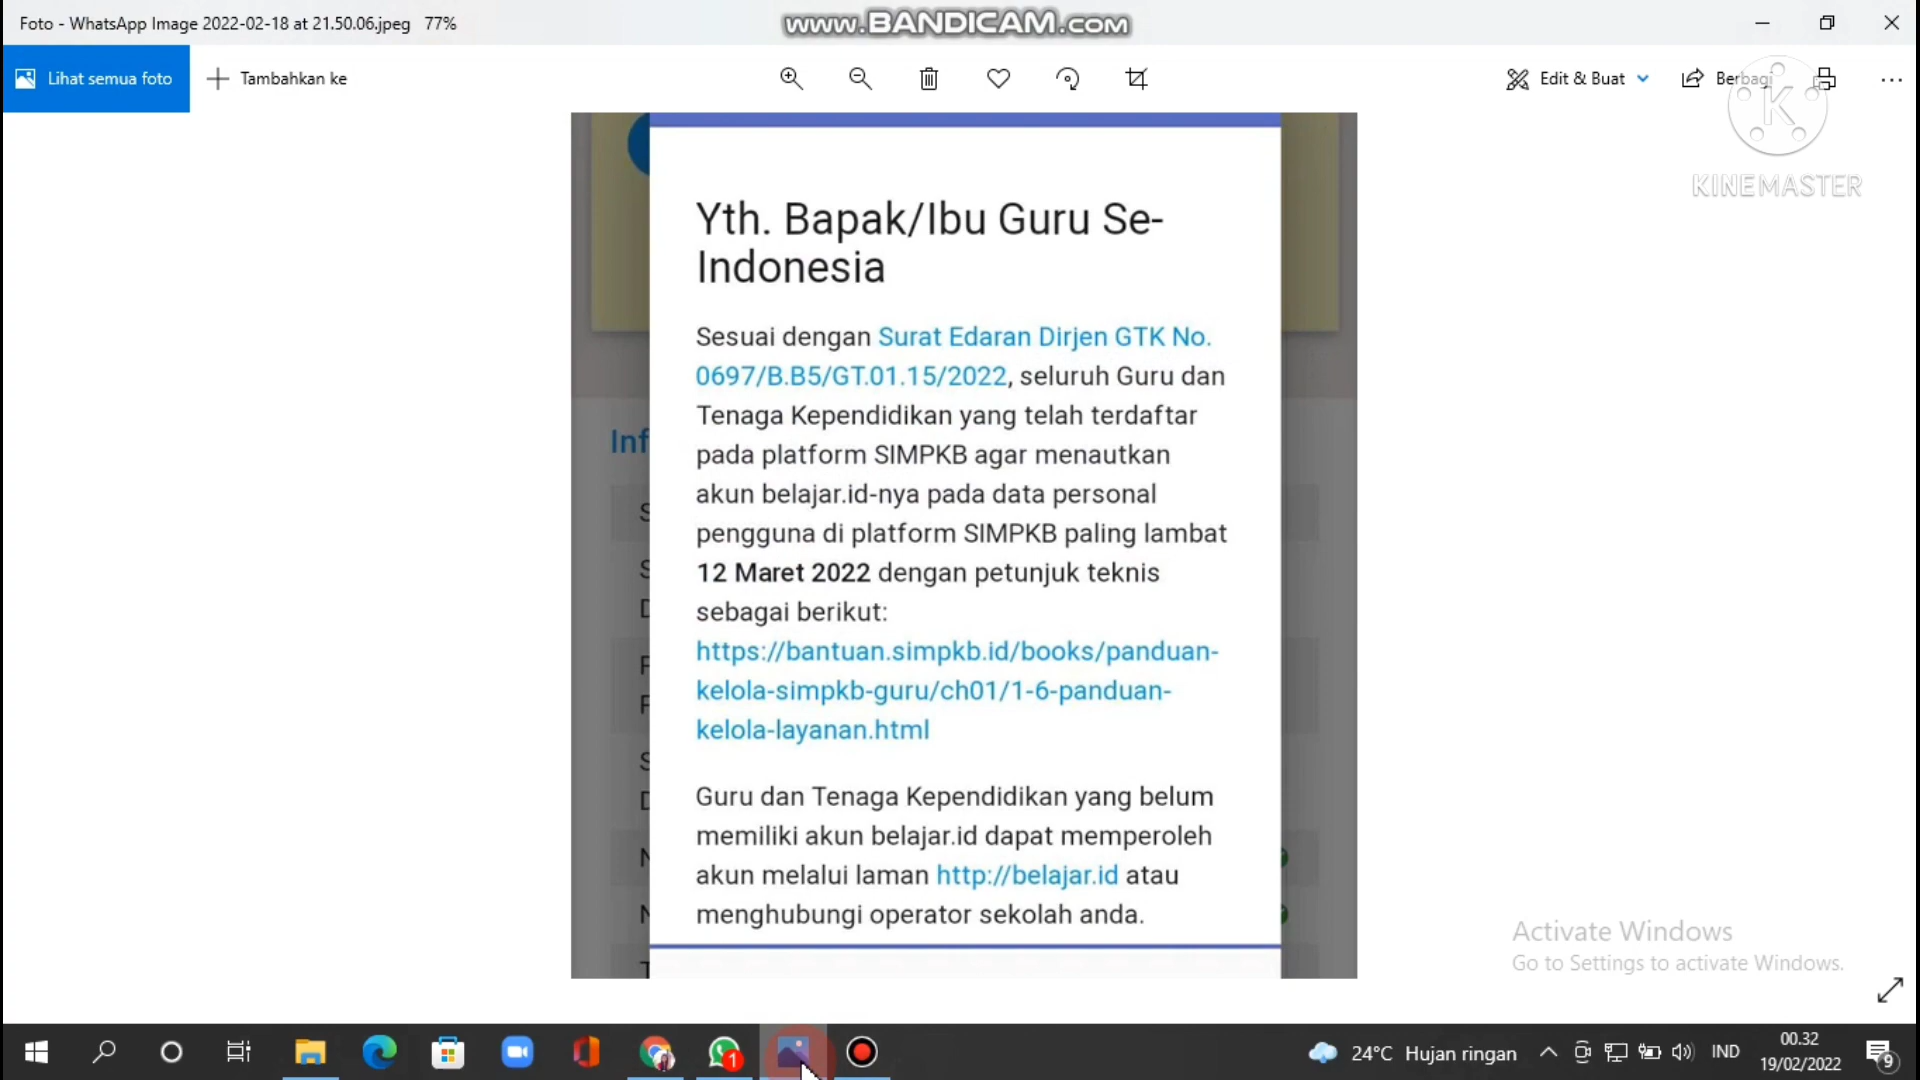 Foto - WhatsApp Image 2022-02-18 at 21.50.06.jpeg 77%
www.BANDICAM.com
Lihat semua foto
Tambahkan ke
Edit & Buat
Berbagi
K
KINEMASTER
Yth. Bapak/Ibu Guru Se-
Indonesia
Sesuai dengan Surat Edaran Dirjen GTK No.
0697/B.B5/GT.01.15/2022, seluruh Guru dan
Tenaga Kependidikan yang telah terdaftar
pada platform SIMPKB agar menautkan
akun belajar.id-nya pada data personal
pengguna di platform SIMPKB paling lambat
12 Maret 2022 dengan petunjuk teknis
sebagai berikut:
https://bantuan.simpkb.id/books/panduan-
kelola-simpkb-guru/ch01/1-6-panduan-
kelola-layanan.html
Guru dan Tenaga Kependidikan yang belum
memiliki akun belajar.id dapat memperoleh
akun melalui laman http://belajar.id atau
menghubungi operator sekolah anda.
Inf
Activate Windows
Go to Settings to activate Windows.
1
24°C Hujan ringan
IND
00.32
19/02/2022
9